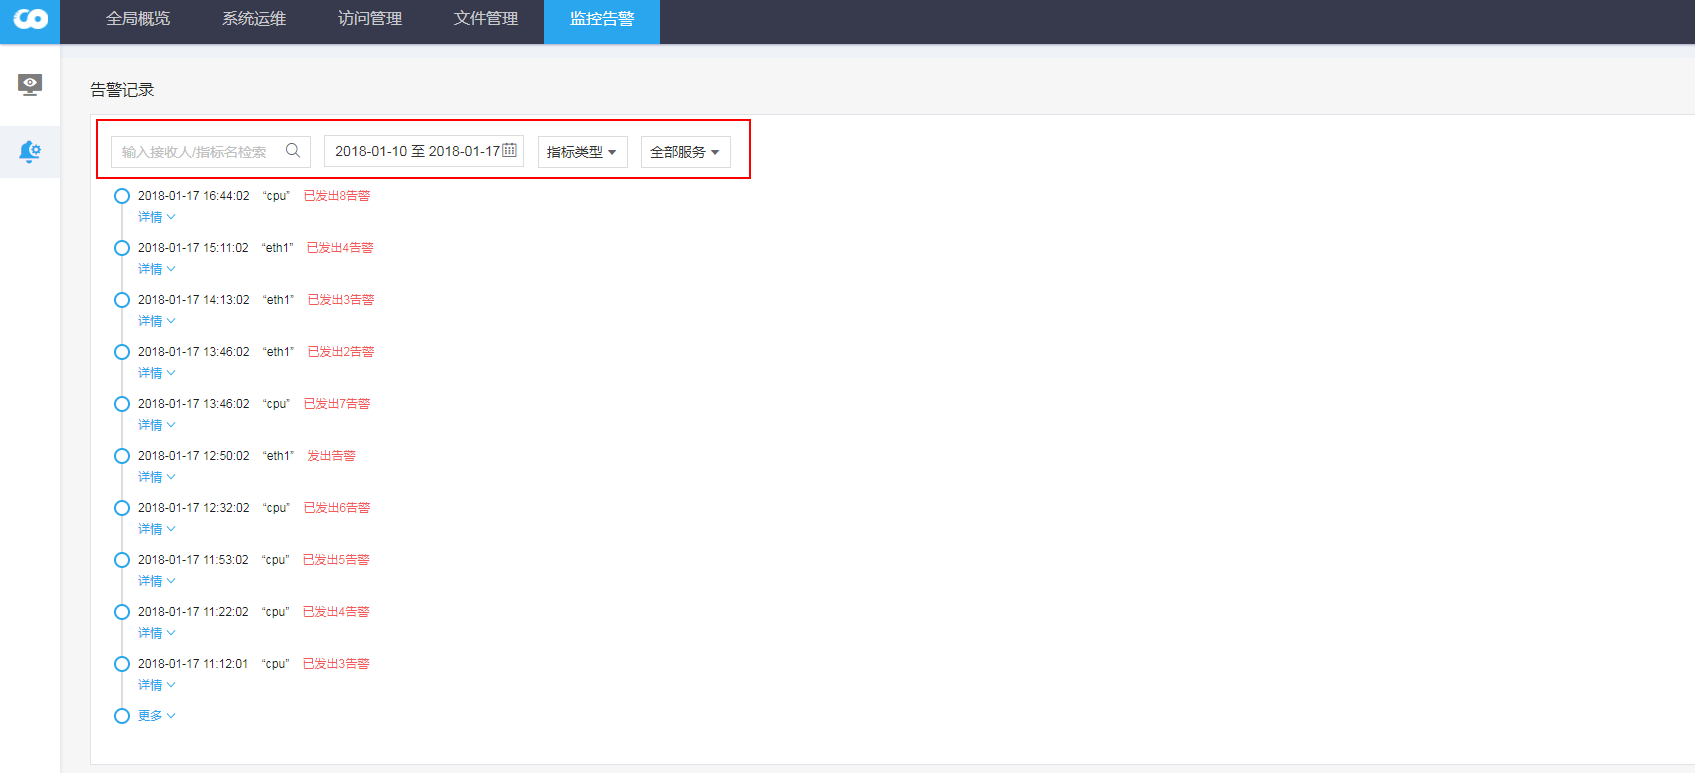 全局概览 系统运维 访问管理 文件管理 监控告警
告警记录
输入接收人/指标名检索 2018-01-10 至 2018-01-17 指标类型 全部服务
2018-01-17 16:44:02 “cpu” 已发出8告警
详情
2018-01-17 15:11:02 “eth1” 已发出4告警
详情
2018-01-17 14:13:02 “eth1” 已发出3告警
详情
2018-01-17 13:46:02 “eth1” 已发出2告警
详情
2018-01-17 13:46:02 “cpu” 已发出7告警
详情
2018-01-17 12:50:02 “eth1” 发出告警
详情
2018-01-17 12:32:02 “cpu” 已发出6告警
详情
2018-01-17 11:53:02 “cpu” 已发出5告警
详情
2018-01-17 11:22:02 “cpu” 已发出4告警
详情
2018-01-17 11:12:01 “cpu” 已发出3告警
详情
更多